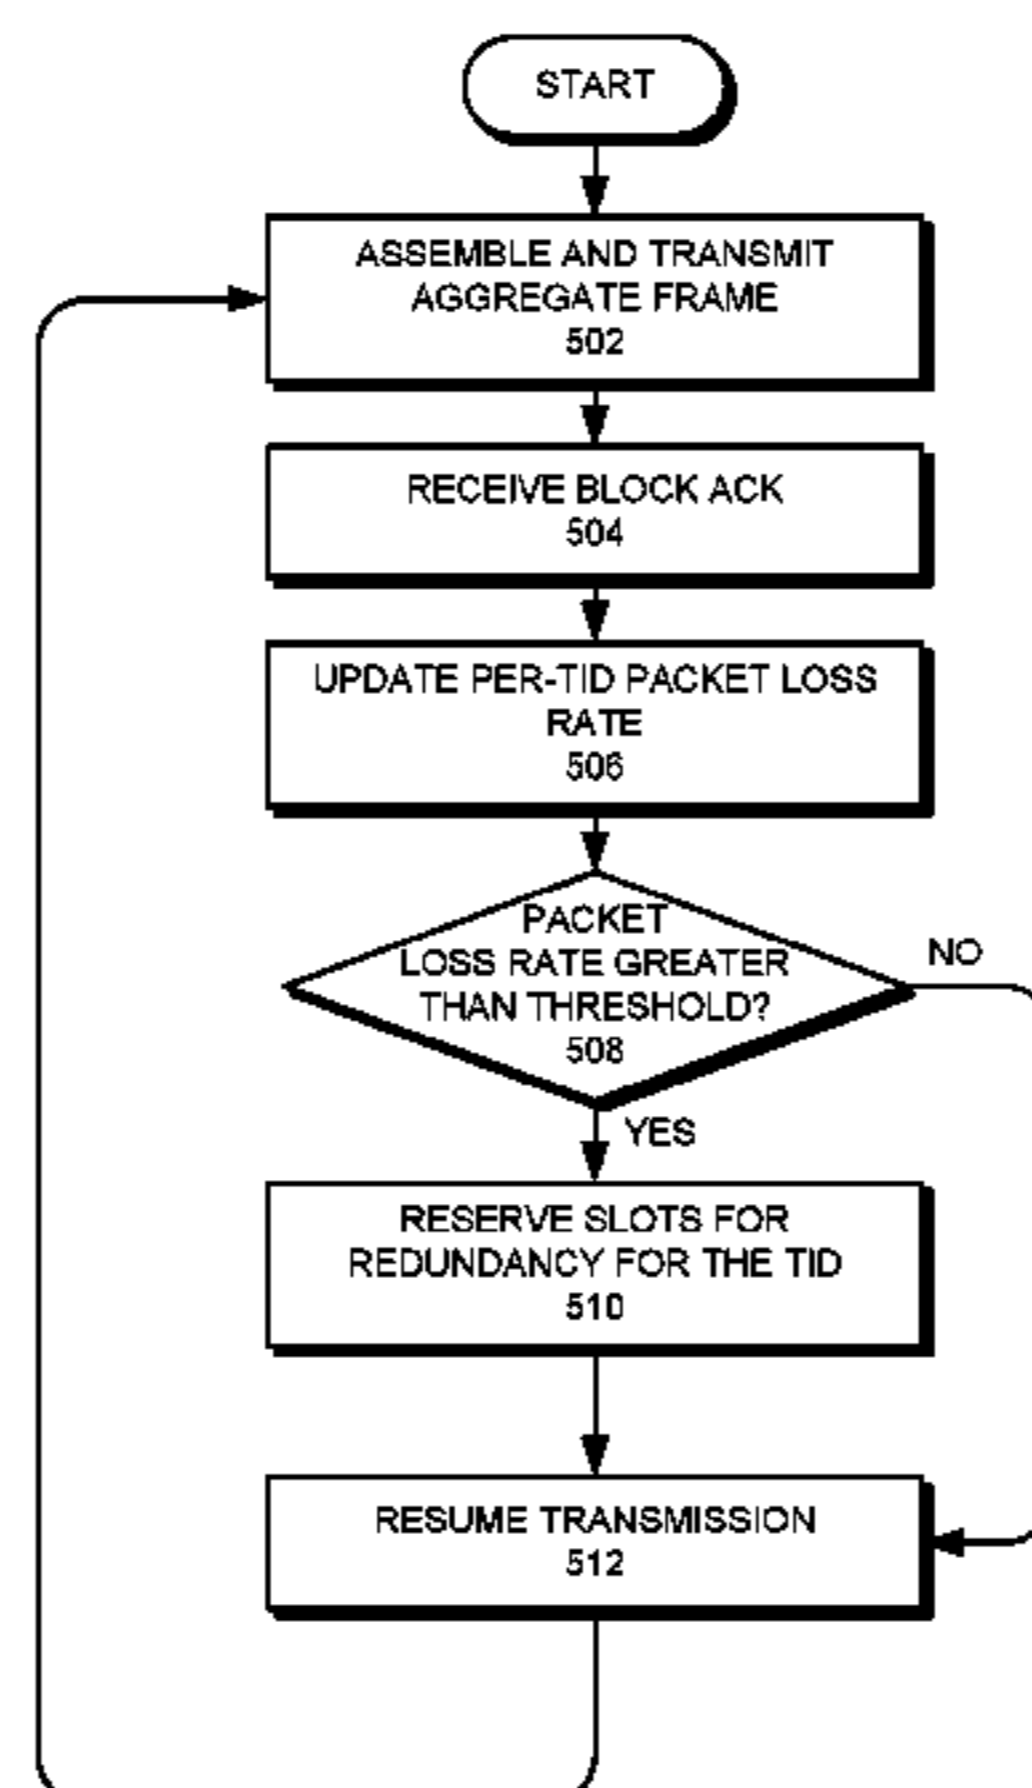 START
ASSEMBLE AND TRANSMIT
AGGREGATE FRAME
502
RECEIVE BLOCK ACK
504
UPDATE PER-TID PACKET LOSS
RATE
506
PACKET
LOSS RATE GREATER
THAN THRESHOLD?
508
NO
YES
RESERVE SLOTS FOR
REDUNDANCY FOR THE TID
510
RESUME TRANSMISSION
512